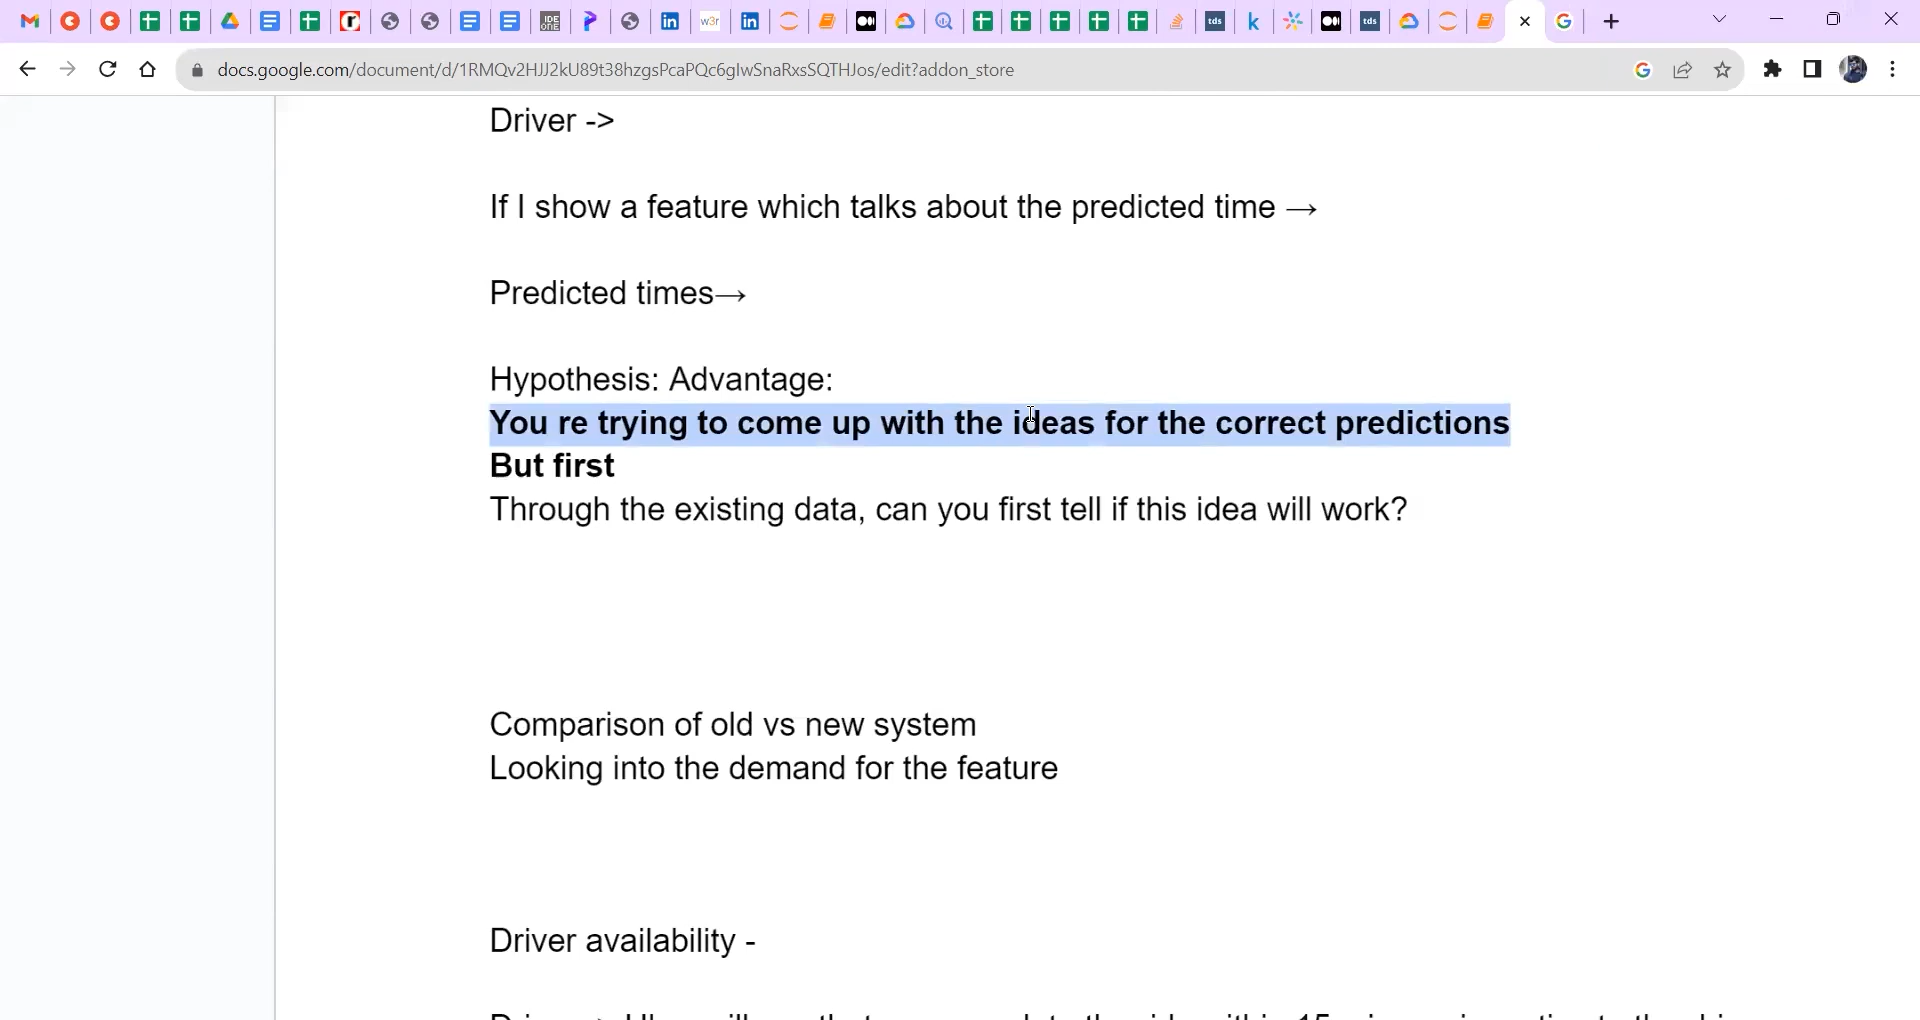 docs.google.com/document/d/1RMQv2HJJ2kU89t38hzgsPcaPQc6glwSnaRxsSQTHJos/edit?addon_store
Driver ->
If I show a feature which talks about the predicted time →
Predicted times→
Hypothesis: Advantage:
You re trying to come up with the ideas for the correct predictions
But first
Through the existing data, can you first tell if this idea will work?
Comparison of old vs new system
Looking into the demand for the feature
Driver availability -